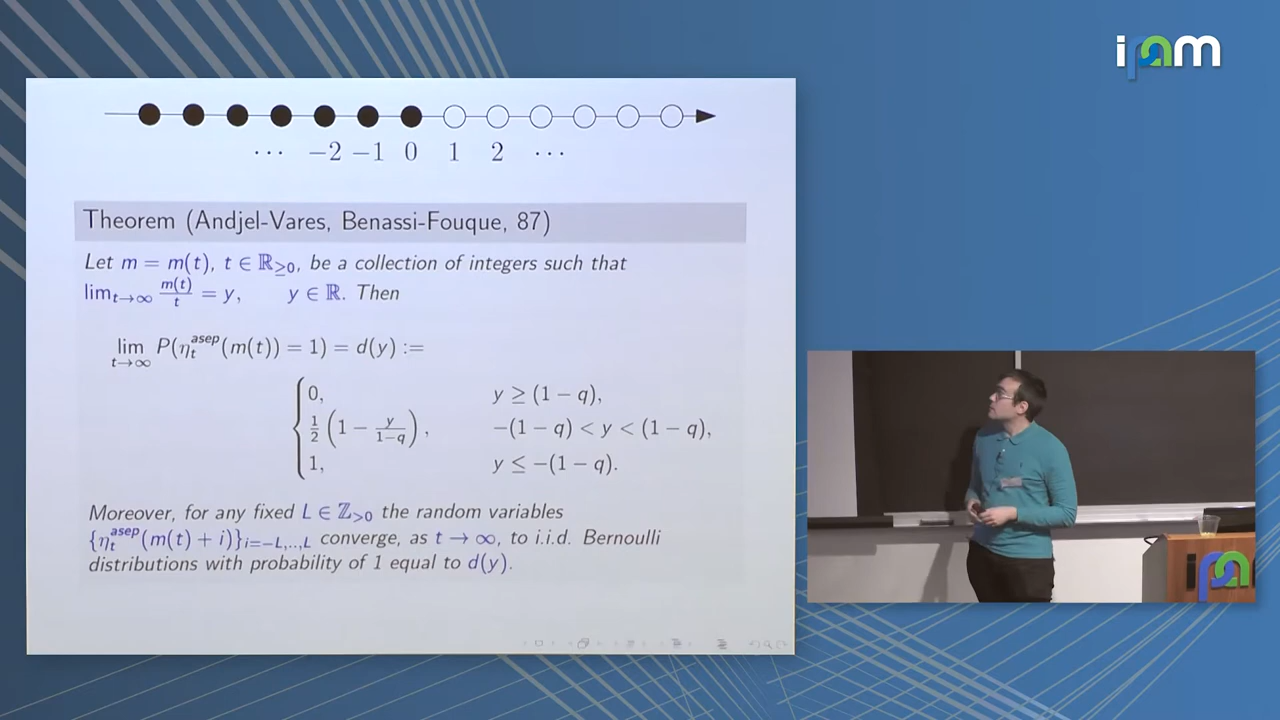 ipam
··· −2 −1 0 1 2 ···
Theorem (Andjel-Vares, Benassi-Fouque, 87)
Let m = m(t), t ∈ ℝ≥0, be a collection of integers such that
lim_{t→∞} m(t)/t = y, y ∈ ℝ. Then
lim_{t→∞} P(η_t^{asep}(m(t)) = 1) = d(y) :=
0, y ≥ (1 − q),
½ (1 − y/(1−q)), −(1 − q) < y < (1 − q),
1, y ≤ −(1 − q).
Moreover, for any fixed L ∈ ℤ>0 the random variables
{η_t^{asep}(m(t) + i)}_{i=−L,..,L} converge, as t → ∞, to i.i.d. Bernoulli
distributions with probability of 1 equal to d(y).